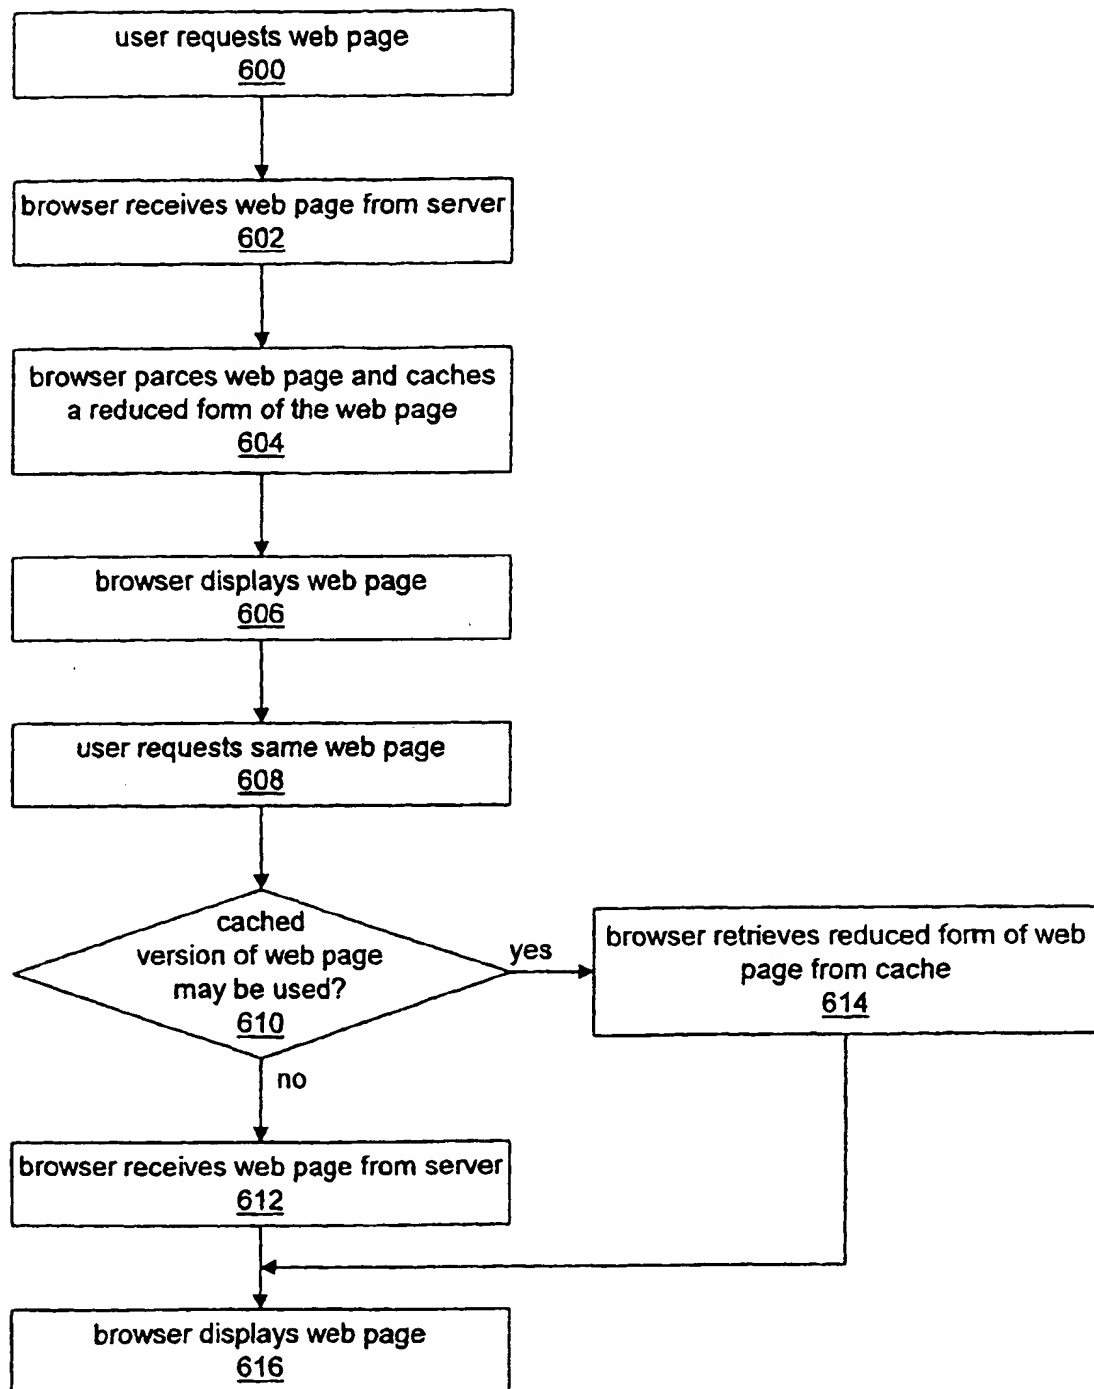 user requests web page
600
browser receives web page from server
602
browser parces web page and caches
a reduced form of the web page
604
browser displays web page
606
user requests same web page
608
cached
version of web page
may be used?
610
yes
browser retrieves reduced form of web
page from cache
614
no
browser receives web page from server
612
browser displays web page
616